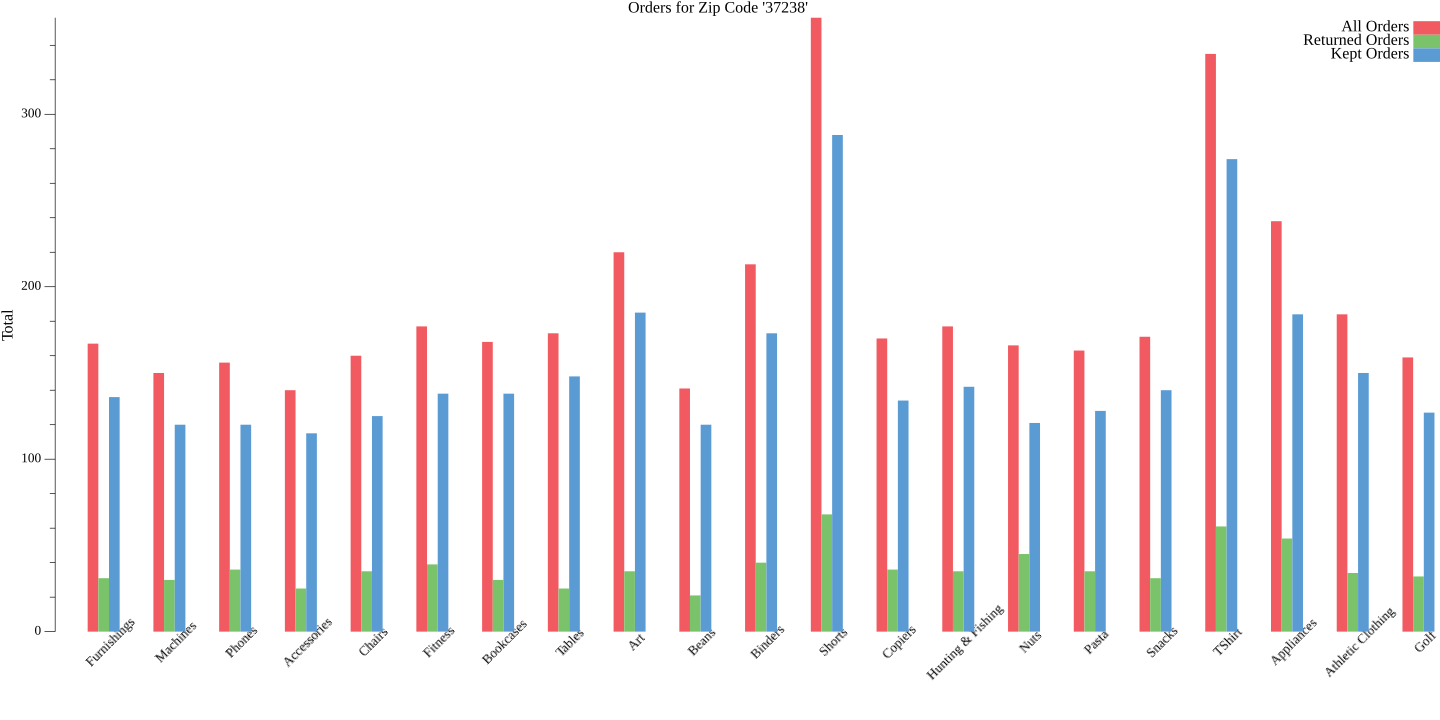 Orders for Zip Code '37238'
All Orders
Returned Orders
Kept Orders
Total
300
200
100
0
Furnishings
Machines
Phones
Accessories
Chairs
Fitness
Bookcases
Tables
Art
Beans
Binders
Shorts
Copiers
Hunting & Fishing
Nuts
Pasta
Snacks
TShirt
Appliances
Athletic Clothing
Golf